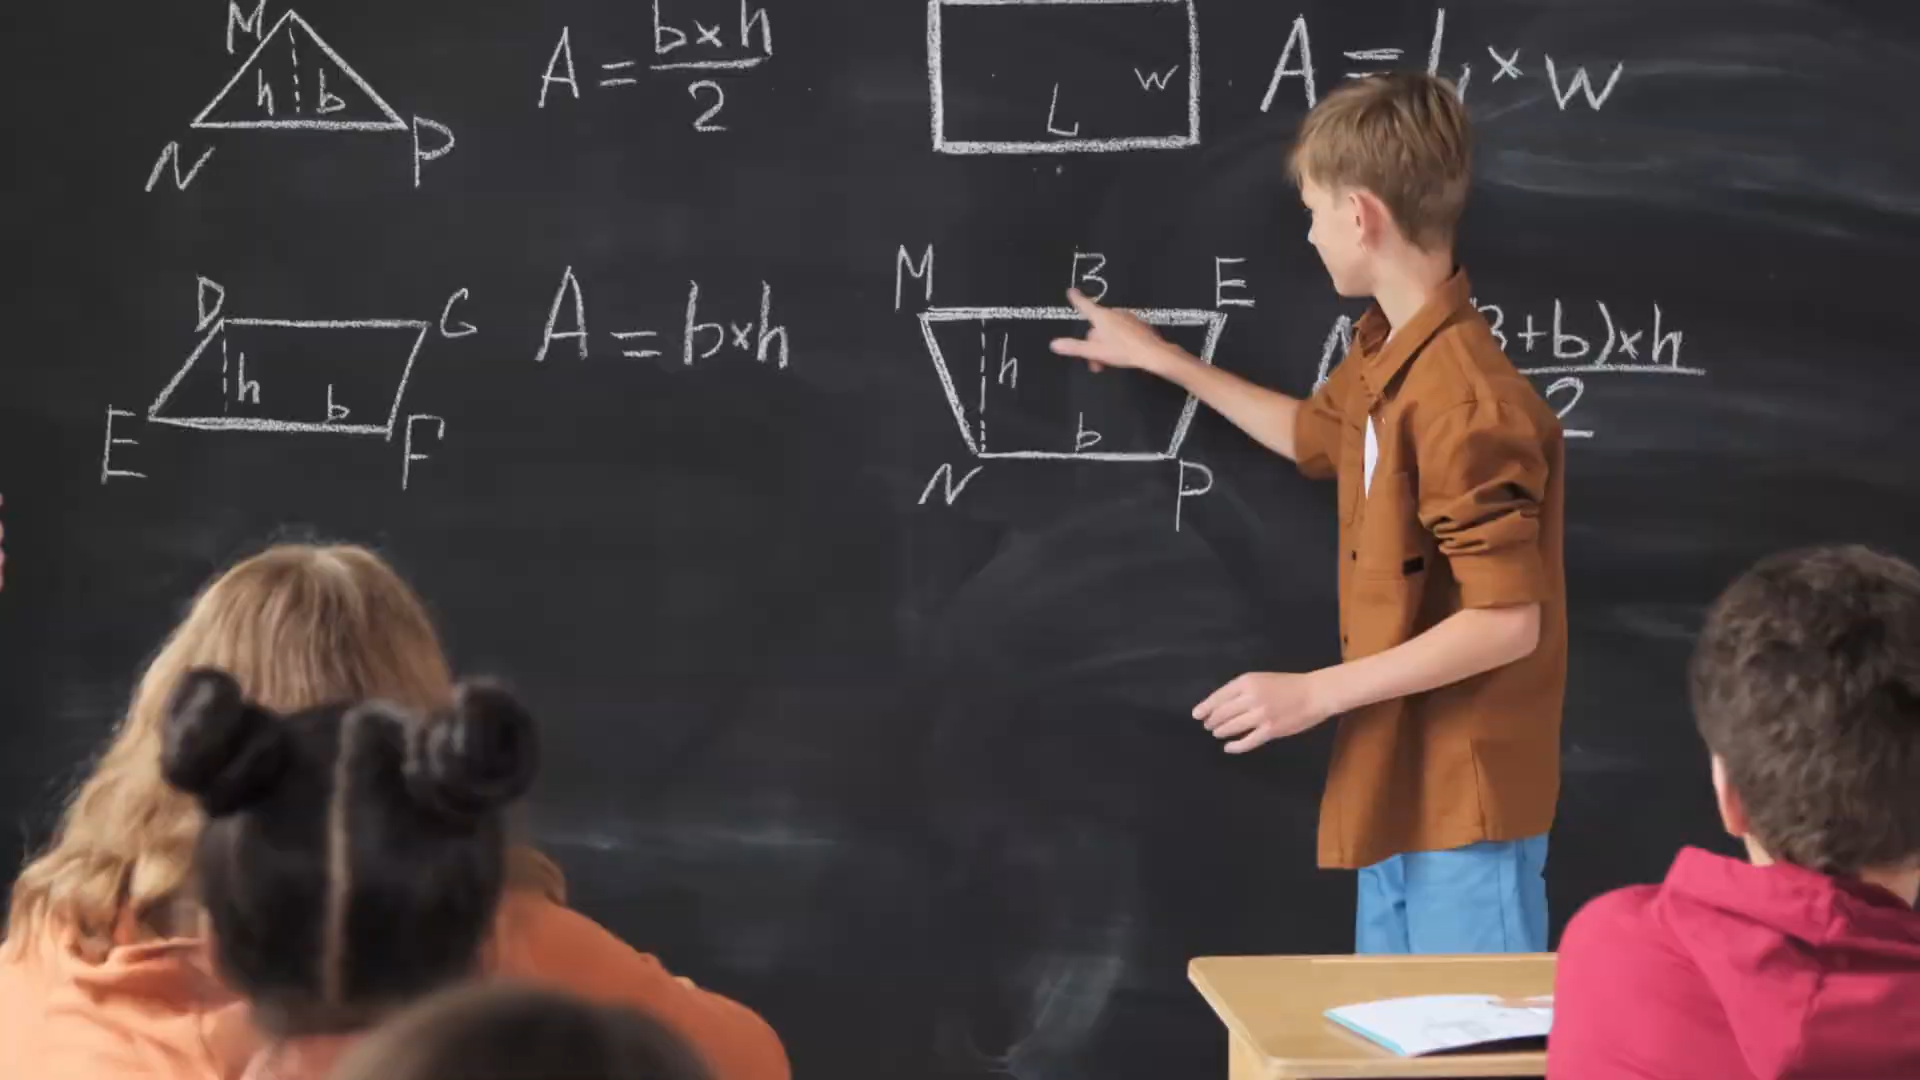 M
h b
N P
A = b×h
2
L W
A = L × W
D G
h b
E F
A = b×h
M B E
h
b
N P
B+b)×h
2